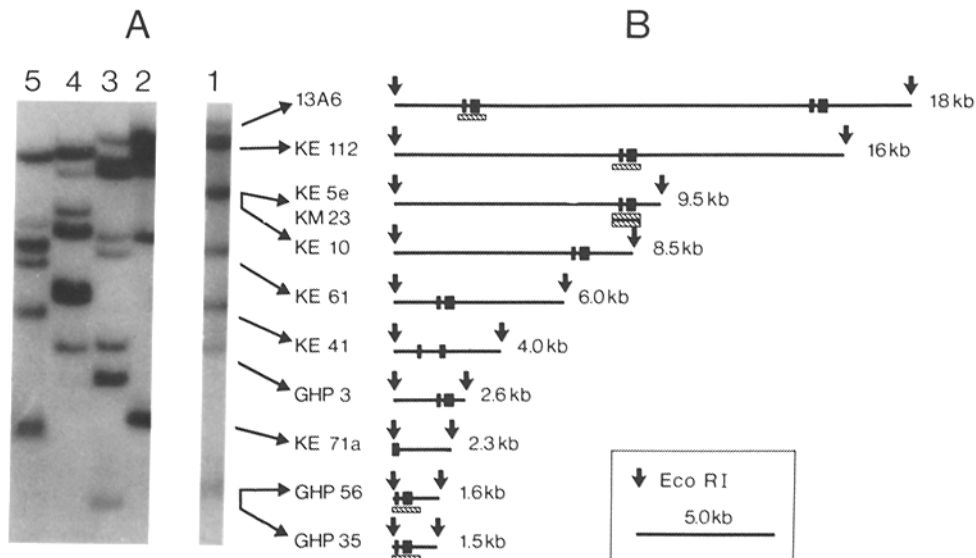 A
B
5 4 3 2 1
13A6
18 kb
KE 112
16 kb
KE 5e
9.5 kb
KM 23
KE 10
8.5 kb
KE 61
6.0 kb
KE 41
4.0 kb
GHP 3
2.6 kb
KE 71a
2.3 kb
GHP 56
1.6 kb
GHP 35
1.5 kb
Eco RI
5.0 kb